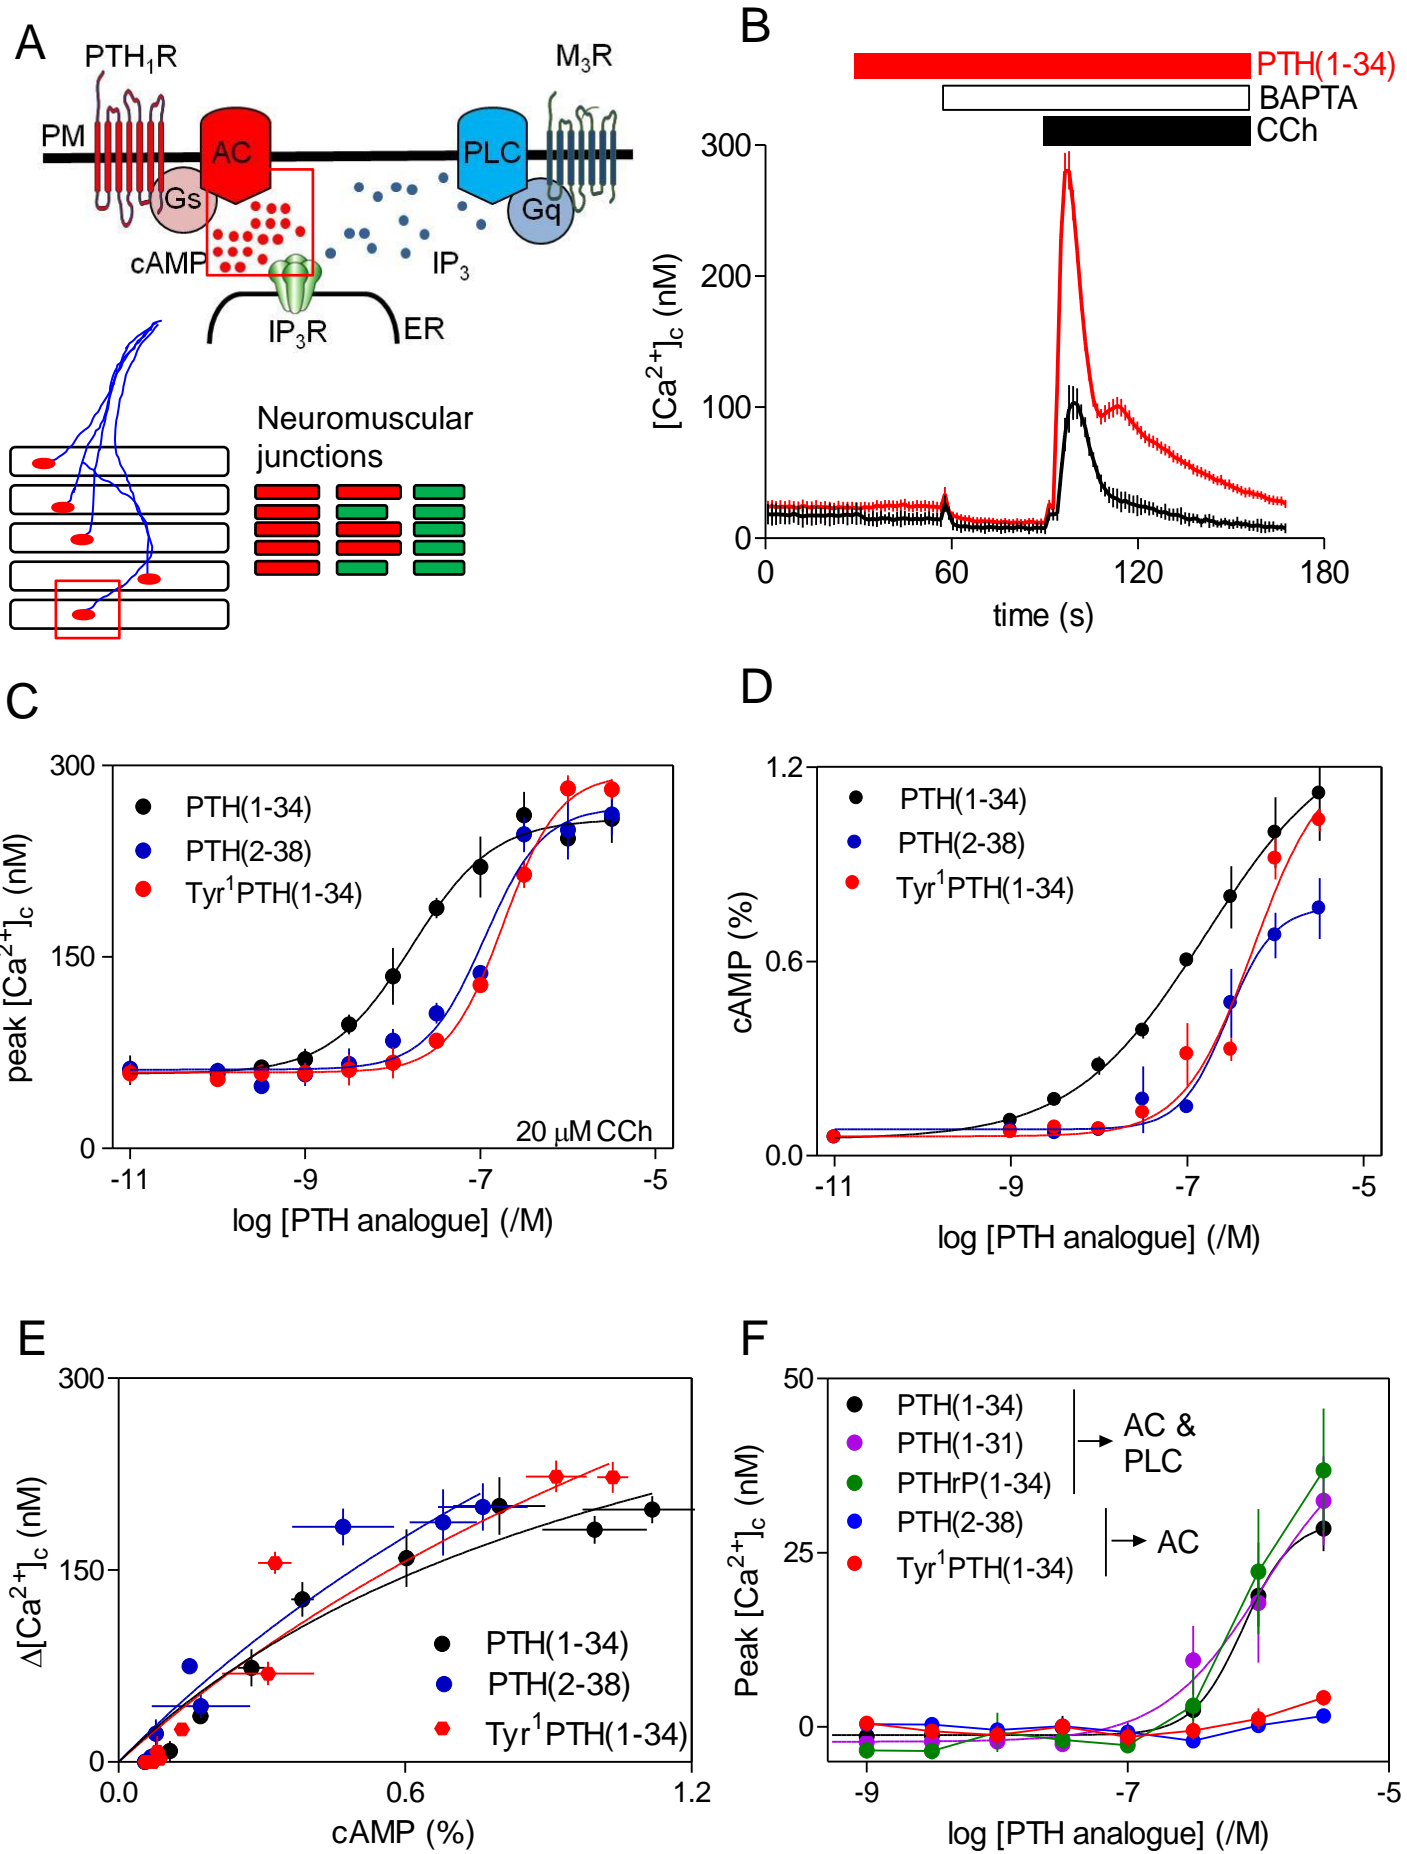 A
PTH₁R
M₃R
PM
AC
PLC
Gs
Gq
cAMP
IP₃
IP₃R
ER
Neuromuscular
junctions
B
PTH(1-34)
BAPTA
CCh
300
200
100
0
[Ca²⁺]c (nM)
0 60 120 180
time (s)
C
300
150
0
peak [Ca²⁺]c (nM)
PTH(1-34)
PTH(2-38)
Tyr¹PTH(1-34)
20 µM CCh
-11 -9 -7 -5
log [PTH analogue] (/M)
D
1.2
0.6
0.0
cAMP (%)
PTH(1-34)
PTH(2-38)
Tyr¹PTH(1-34)
-11 -9 -7 -5
log [PTH analogue] (/M)
E
300
150
0
Δ[Ca²⁺]c (nM)
PTH(1-34)
PTH(2-38)
Tyr¹PTH(1-34)
0.0 0.6 1.2
cAMP (%)
F
50
25
0
Peak [Ca²⁺]c (nM)
PTH(1-34)
PTH(1-31)
PTHrP(1-34)
AC &
PLC
PTH(2-38)
Tyr¹PTH(1-34)
AC
-9 -7 -5
log [PTH analogue] (/M)